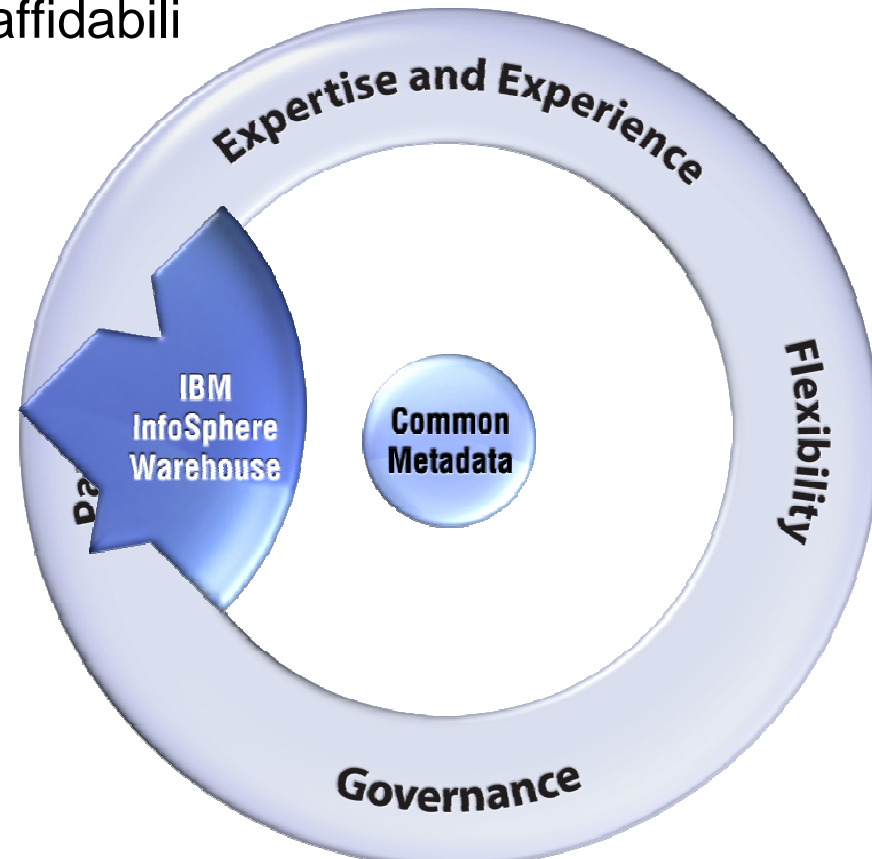 affidabili
Expertise and Experience
Flexibility
IBM
InfoSphere
Warehouse
Common
Metadata
Governance